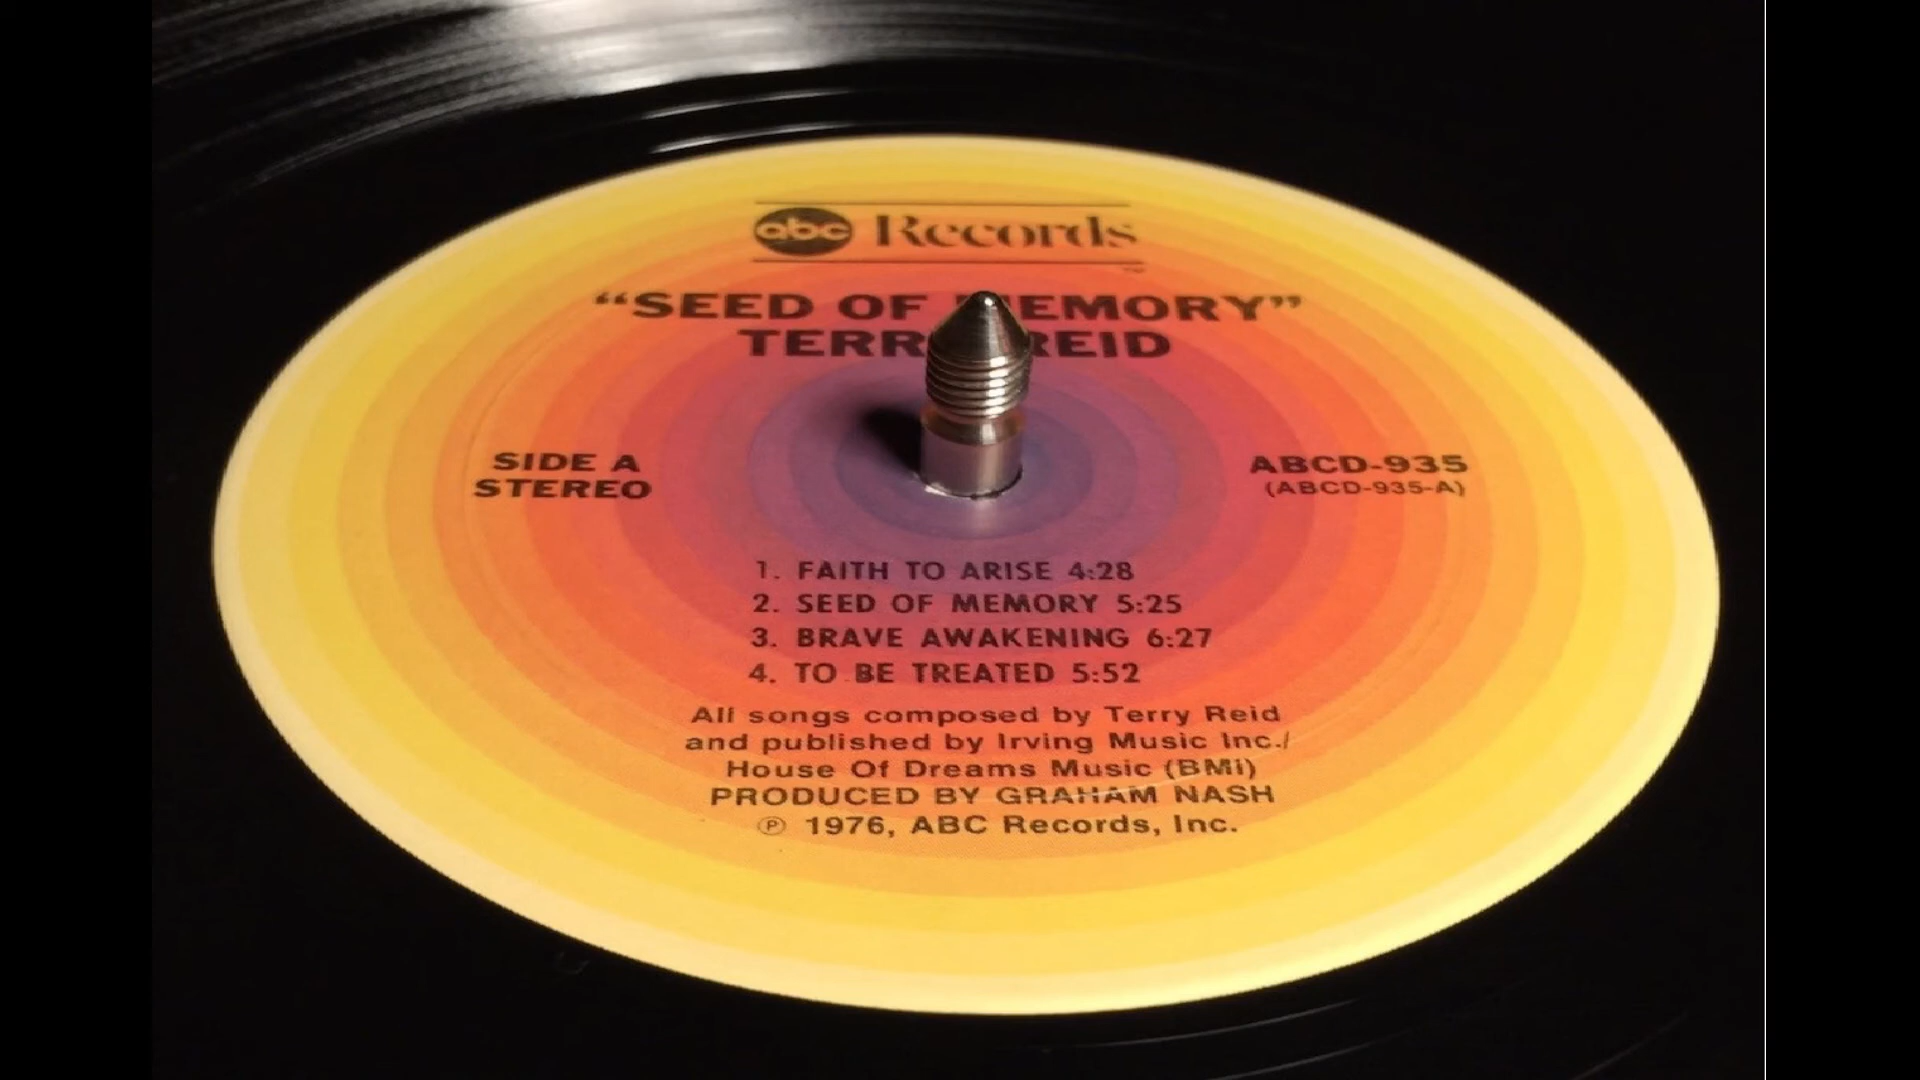 abc Records
™
“SEED OF MEMORY”
TERRY REID
SIDE A
STEREO
ABCD-935
(ABCD-935-A)
1. FAITH TO ARISE 4:28
2. SEED OF MEMORY 5:25
3. BRAVE AWAKENING 6:27
4. TO BE TREATED 5:52
All songs composed by Terry Reid
and published by Irving Music Inc./
House Of Dreams Music (BMI)
PRODUCED BY GRAHAM NASH
℗ 1976, ABC Records, Inc.